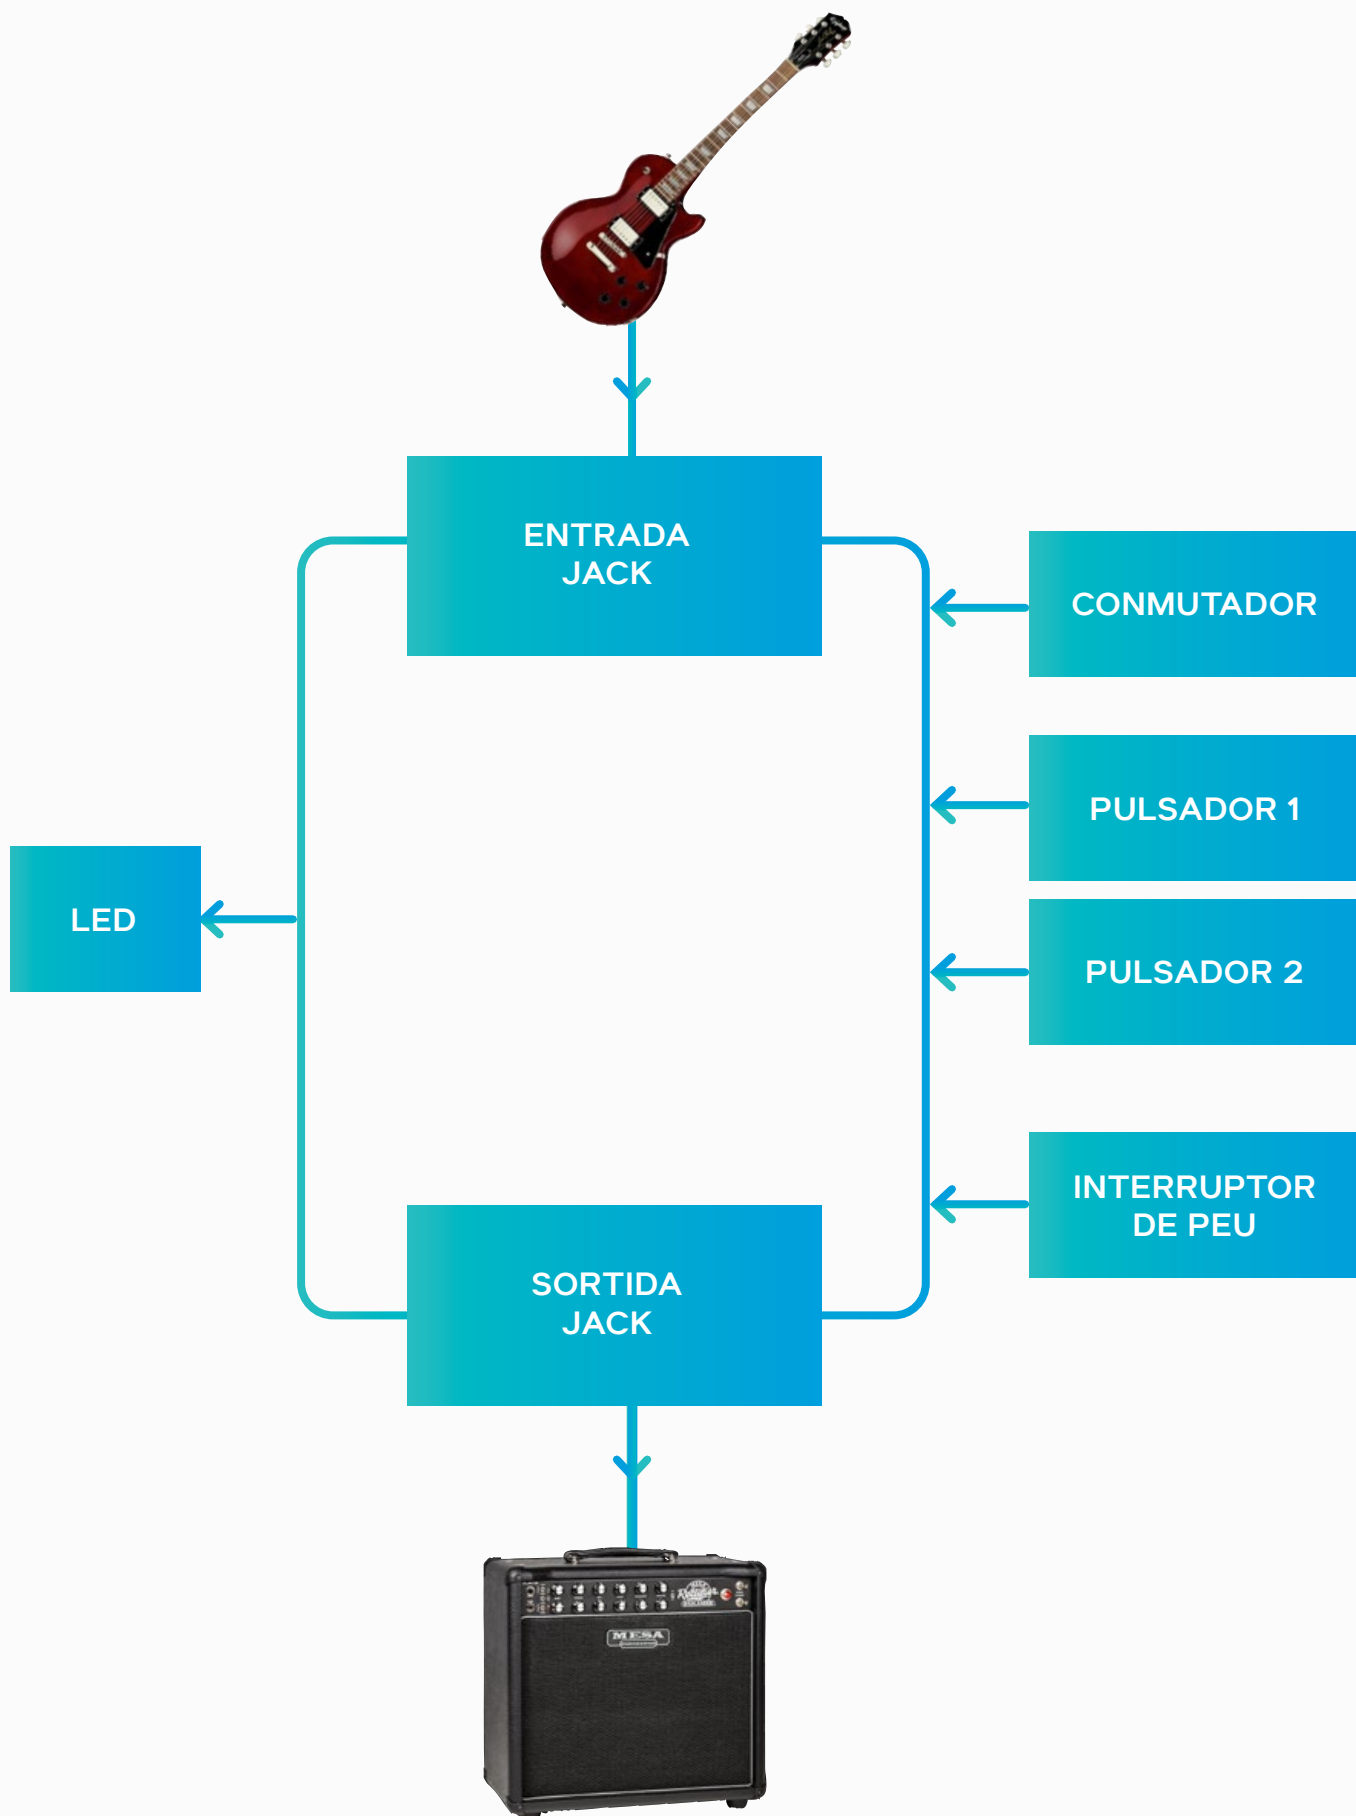 ENTRADA
JACK
CONMUTADOR
PULSADOR 1
LED
PULSADOR 2
INTERRUPTOR
DE PEU
SORTIDA
JACK
MESA